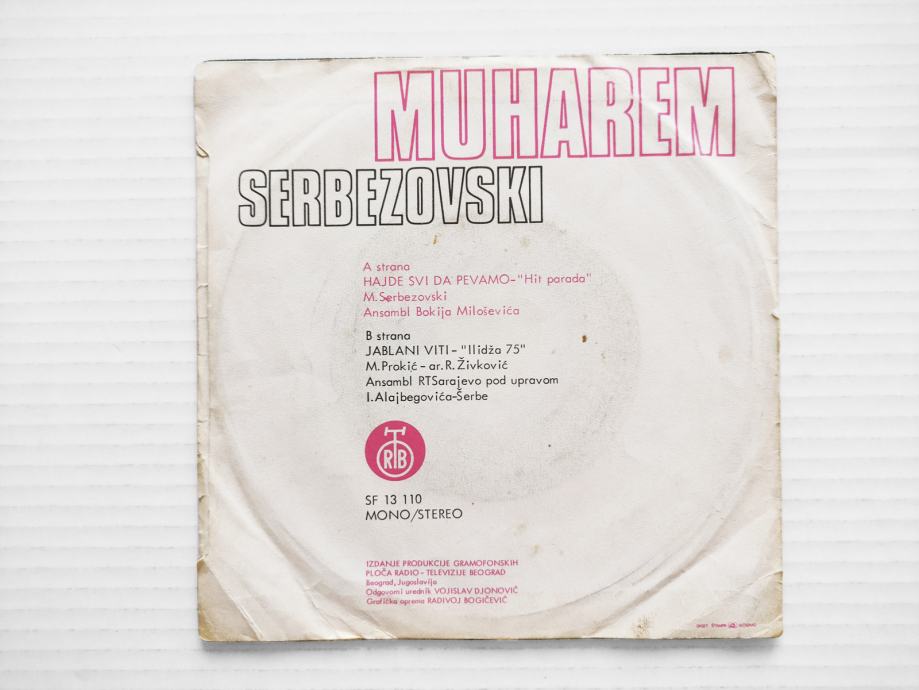 MUHAREM
SERBEZOVSKI
A strana
HAJDE SVI DA PEVAMO-"Hit parada"
M.Serbezovski
Ansambl Bokija Miloševića
B strana
JABLANI VITI - "Ilidža 75"
M.Prokić - ar.R.Živković
Ansambl RTSarajevo pod upravom
I.Alajbegovića-Šerbe
RTB
SF 13 110
MONO/STEREO
IZDANJE PRODUKCIJE GRAMOFONSKIH
PLOČA RADIO - TELEVIZIJE BEOGRAD
Beograd, Jugoslavija
Odgovorni urednik VOJISLAV DJONOVIĆ
Grafička oprema RADIVOJ BOGIČEVIĆ